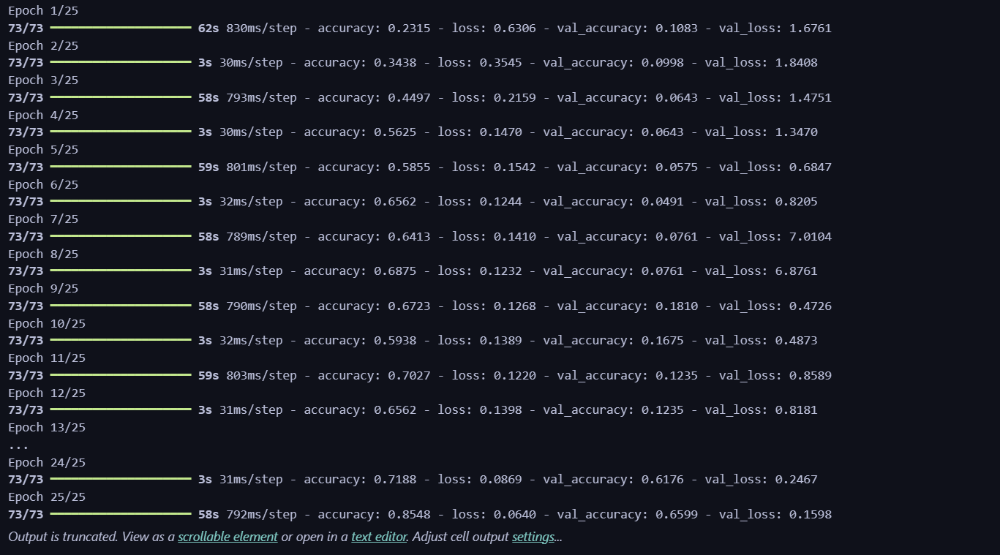 Epoch 1/25
73/73 ━━━━━━━━━━━━━━━━━━━━ 62s 830ms/step - accuracy: 0.2315 - loss: 0.6306 - val_accuracy: 0.1083 - val_loss: 1.6761
Epoch 2/25
73/73 ━━━━━━━━━━━━━━━━━━━━ 3s 30ms/step - accuracy: 0.3438 - loss: 0.3545 - val_accuracy: 0.0998 - val_loss: 1.8408
Epoch 3/25
73/73 ━━━━━━━━━━━━━━━━━━━━ 58s 793ms/step - accuracy: 0.4497 - loss: 0.2159 - val_accuracy: 0.0643 - val_loss: 1.4751
Epoch 4/25
73/73 ━━━━━━━━━━━━━━━━━━━━ 3s 30ms/step - accuracy: 0.5625 - loss: 0.1470 - val_accuracy: 0.0643 - val_loss: 1.3470
Epoch 5/25
73/73 ━━━━━━━━━━━━━━━━━━━━ 59s 801ms/step - accuracy: 0.5855 - loss: 0.1542 - val_accuracy: 0.0575 - val_loss: 0.6847
Epoch 6/25
73/73 ━━━━━━━━━━━━━━━━━━━━ 3s 32ms/step - accuracy: 0.6562 - loss: 0.1244 - val_accuracy: 0.0491 - val_loss: 0.8205
Epoch 7/25
73/73 ━━━━━━━━━━━━━━━━━━━━ 58s 789ms/step - accuracy: 0.6413 - loss: 0.1410 - val_accuracy: 0.0761 - val_loss: 7.0104
Epoch 8/25
73/73 ━━━━━━━━━━━━━━━━━━━━ 3s 31ms/step - accuracy: 0.6875 - loss: 0.1232 - val_accuracy: 0.0761 - val_loss: 6.8761
Epoch 9/25
73/73 ━━━━━━━━━━━━━━━━━━━━ 58s 790ms/step - accuracy: 0.6723 - loss: 0.1268 - val_accuracy: 0.1810 - val_loss: 0.4726
Epoch 10/25
73/73 ━━━━━━━━━━━━━━━━━━━━ 3s 32ms/step - accuracy: 0.5938 - loss: 0.1389 - val_accuracy: 0.1675 - val_loss: 0.4873
Epoch 11/25
73/73 ━━━━━━━━━━━━━━━━━━━━ 59s 803ms/step - accuracy: 0.7027 - loss: 0.1220 - val_accuracy: 0.1235 - val_loss: 0.8589
Epoch 12/25
73/73 ━━━━━━━━━━━━━━━━━━━━ 3s 31ms/step - accuracy: 0.6562 - loss: 0.1398 - val_accuracy: 0.1235 - val_loss: 0.8181
Epoch 13/25
...
Epoch 24/25
73/73 ━━━━━━━━━━━━━━━━━━━━ 3s 31ms/step - accuracy: 0.7188 - loss: 0.0869 - val_accuracy: 0.6176 - val_loss: 0.2467
Epoch 25/25
73/73 ━━━━━━━━━━━━━━━━━━━━ 58s 792ms/step - accuracy: 0.8548 - loss: 0.0640 - val_accuracy: 0.6599 - val_loss: 0.1598
Output is truncated. View as a scrollable element or open in a text editor. Adjust cell output settings...